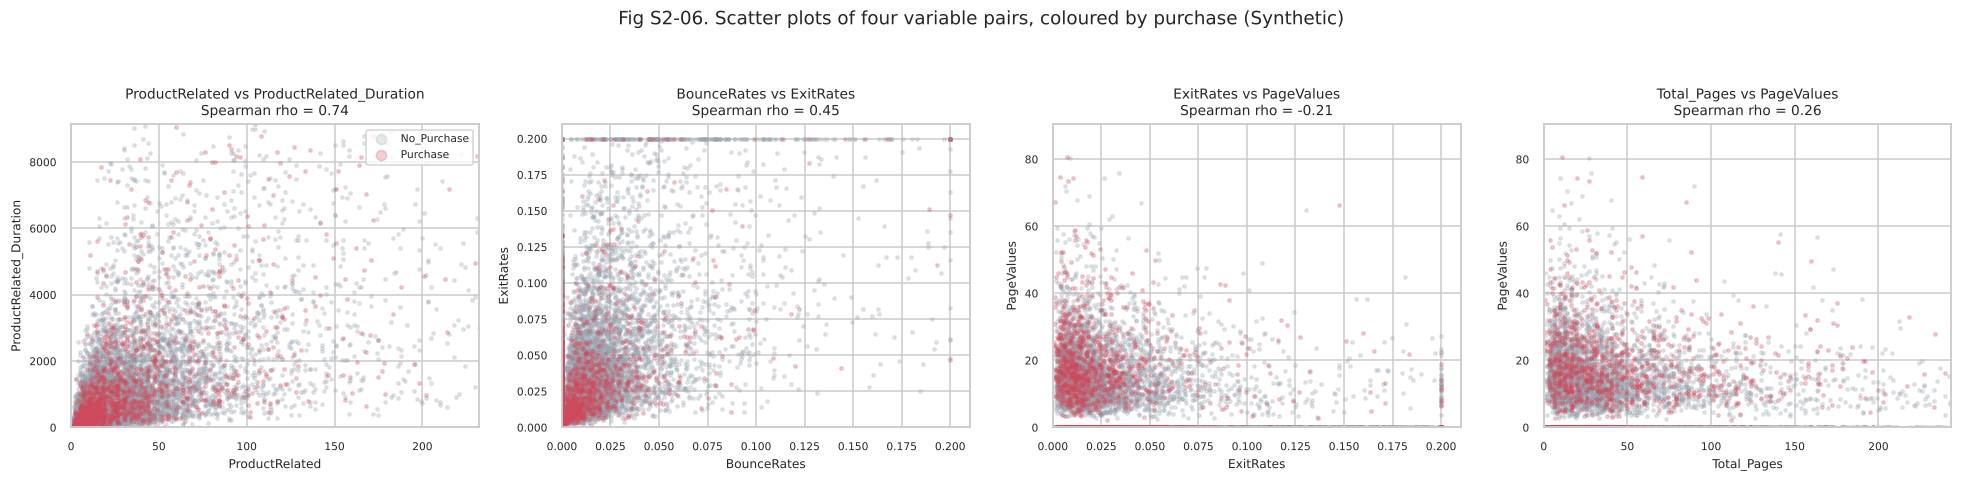 Fig S2-06. Scatter plots of four variable pairs, coloured by purchase (Synthetic)
ProductRelated vs ProductRelated_Duration
Spearman rho = 0.74
No_Purchase
Purchase
8000
6000
4000
2000
0
0 50 100 150 200
ProductRelated
ProductRelated_Duration
BounceRates vs ExitRates
Spearman rho = 0.45
0.200
0.175
0.150
0.125
0.100
0.075
0.050
0.025
0.000
0.000 0.025 0.050 0.075 0.100 0.125 0.150 0.175 0.200
BounceRates
ExitRates
ExitRates vs PageValues
Spearman rho = -0.21
80
60
40
20
0
0.000 0.025 0.050 0.075 0.100 0.125 0.150 0.175 0.200
ExitRates
PageValues
Total_Pages vs PageValues
Spearman rho = 0.26
80
60
40
20
0
0 50 100 150 200
Total_Pages
PageValues